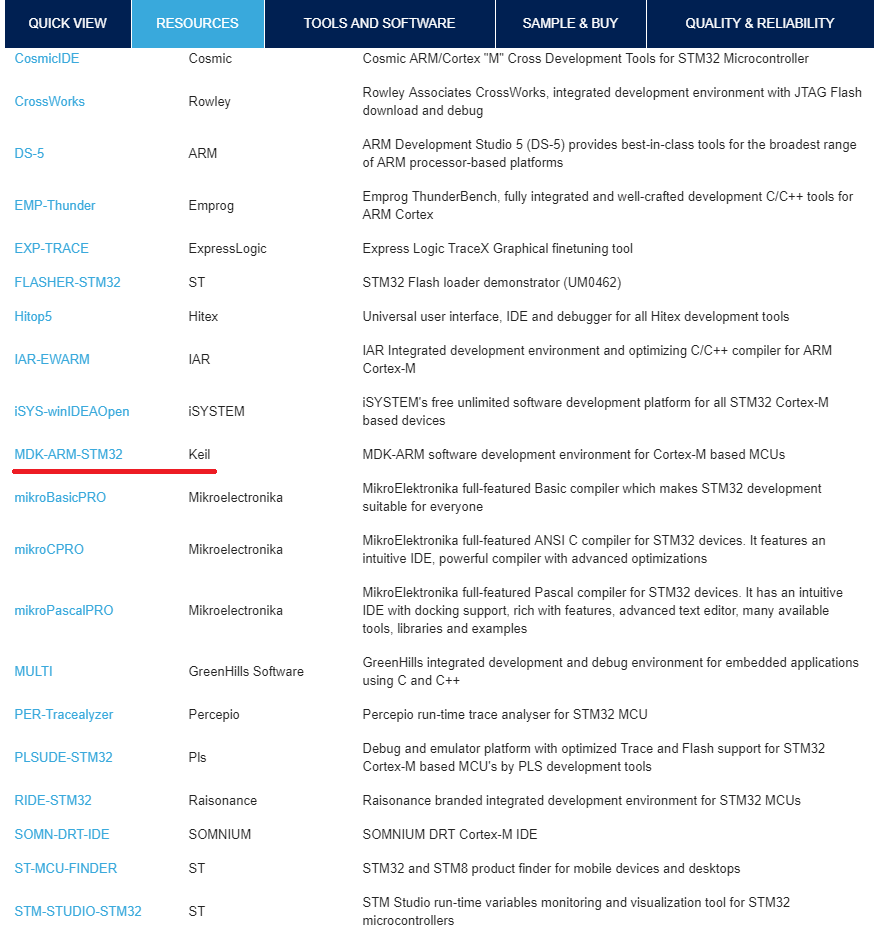 QUICK VIEW RESOURCES TOOLS AND SOFTWARE SAMPLE & BUY QUALITY & RELIABILITY
CosmicIDE Cosmic Cosmic ARM/Cortex "M" Cross Development Tools for STM32 Microcontroller
CrossWorks Rowley Rowley Associates CrossWorks, integrated development environment with JTAG Flash
download and debug
DS-5 ARM ARM Development Studio 5 (DS-5) provides best-in-class tools for the broadest range
of ARM processor-based platforms
EMP-Thunder Emprog Emprog ThunderBench, fully integrated and well-crafted development C/C++ tools for
ARM Cortex
EXP-TRACE ExpressLogic Express Logic TraceX Graphical finetuning tool
FLASHER-STM32 ST STM32 Flash loader demonstrator (UM0462)
Hitop5 Hitex Universal user interface, IDE and debugger for all Hitex development tools
IAR-EWARM IAR IAR Integrated development environment and optimizing C/C++ compiler for ARM
Cortex-M
iSYS-winIDEAOpen iSYSTEM iSYSTEM's free unlimited software development platform for all STM32 Cortex-M
based devices
MDK-ARM-STM32 Keil MDK-ARM software development environment for Cortex-M based MCUs
mikroBasicPRO Mikroelectronika MikroElektronika full-featured Basic compiler which makes STM32 development
suitable for everyone
mikroCPRO Mikroelectronika MikroElektronika full-featured ANSI C compiler for STM32 devices. It features an
intuitive IDE, powerful compiler with advanced optimizations
mikroPascalPRO Mikroelectronika MikroElektronika full-featured Pascal compiler for STM32 devices. It has an intuitive
IDE with docking support, rich with features, advanced text editor, many available
tools, libraries and examples
MULTI GreenHills Software GreenHills integrated development and debug environment for embedded applications
using C and C++
PER-Tracealyzer Percepio Percepio run-time trace analyser for STM32 MCU
PLSUDE-STM32 Pls Debug and emulator platform with optimized Trace and Flash support for STM32
Cortex-M based MCU's by PLS development tools
RIDE-STM32 Raisonance Raisonance branded integrated development environment for STM32 MCUs
SOMN-DRT-IDE SOMNIUM SOMNIUM DRT Cortex-M IDE
ST-MCU-FINDER ST STM32 and STM8 product finder for mobile devices and desktops
STM-STUDIO-STM32 ST STM Studio run-time variables monitoring and visualization tool for STM32
microcontrollers